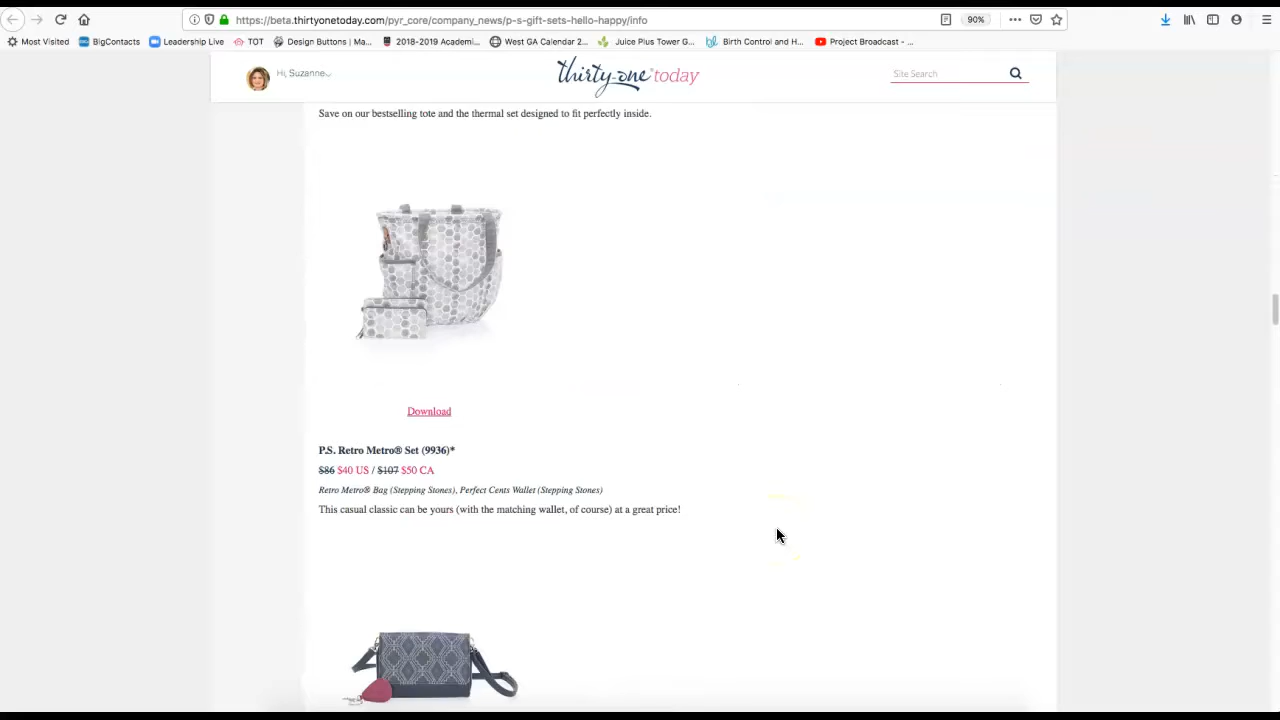 https://beta.thirtyonetoday.com/pyr_core/company_news/p-s-gift-sets-hello-happy/info
90%
Most Visited
BigContacts
Leadership Live
TOT
Design Buttons | Ma...
2018-2019 Academi...
West GA Calendar 2...
Juice Plus Tower G...
Birth Control and H...
Project Broadcast - ...
Hi, Suzanne
thirty-one today
Site Search
Save on our bestselling tote and the thermal set designed to fit perfectly inside.
Download
P.S. Retro Metro® Set (9936)*
$86 $40 US / $107 $50 CA
Retro Metro® Bag (Stepping Stones), Perfect Cents Wallet (Stepping Stones)
This casual classic can be yours (with the matching wallet, of course) at a great price!